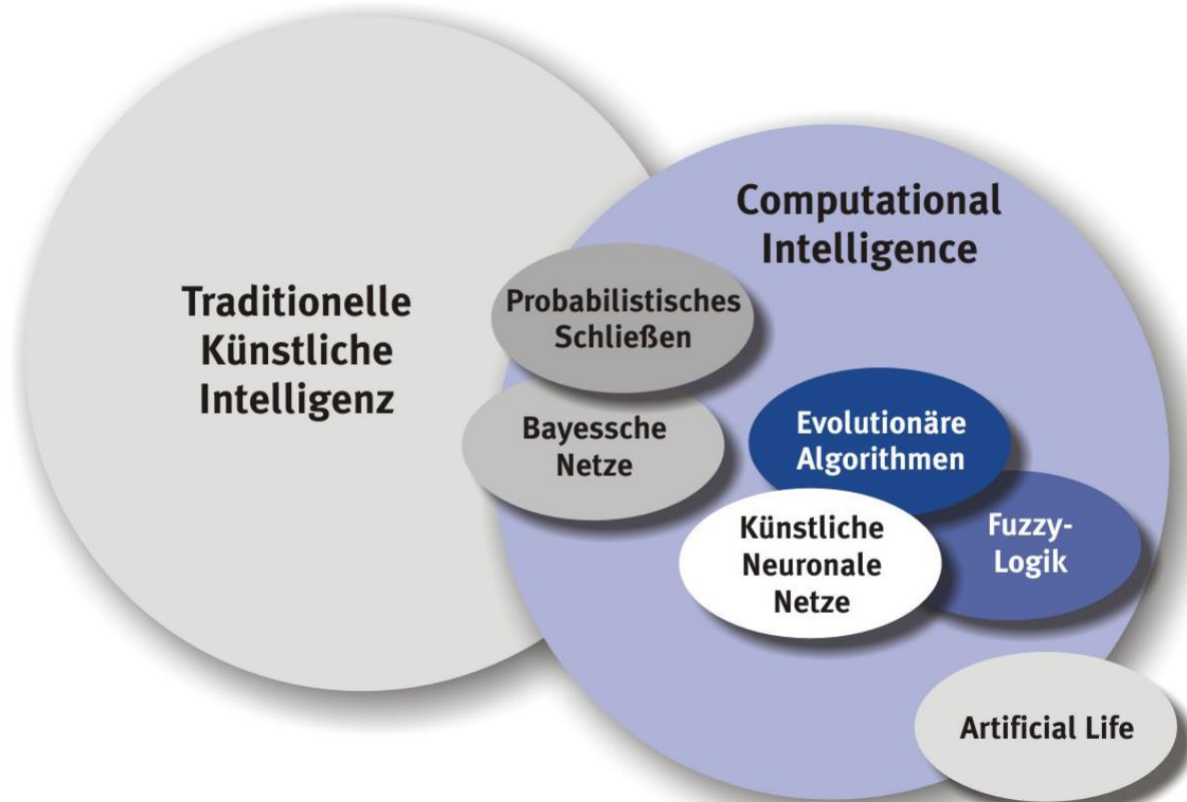 Traditionelle
Künstliche
Intelligenz
Computational
Intelligence
Probabilistisches
Schließen
Bayessche
Netze
Evolutionäre
Algorithmen
Künstliche
Neuronale
Netze
Fuzzy-
Logik
Artificial Life